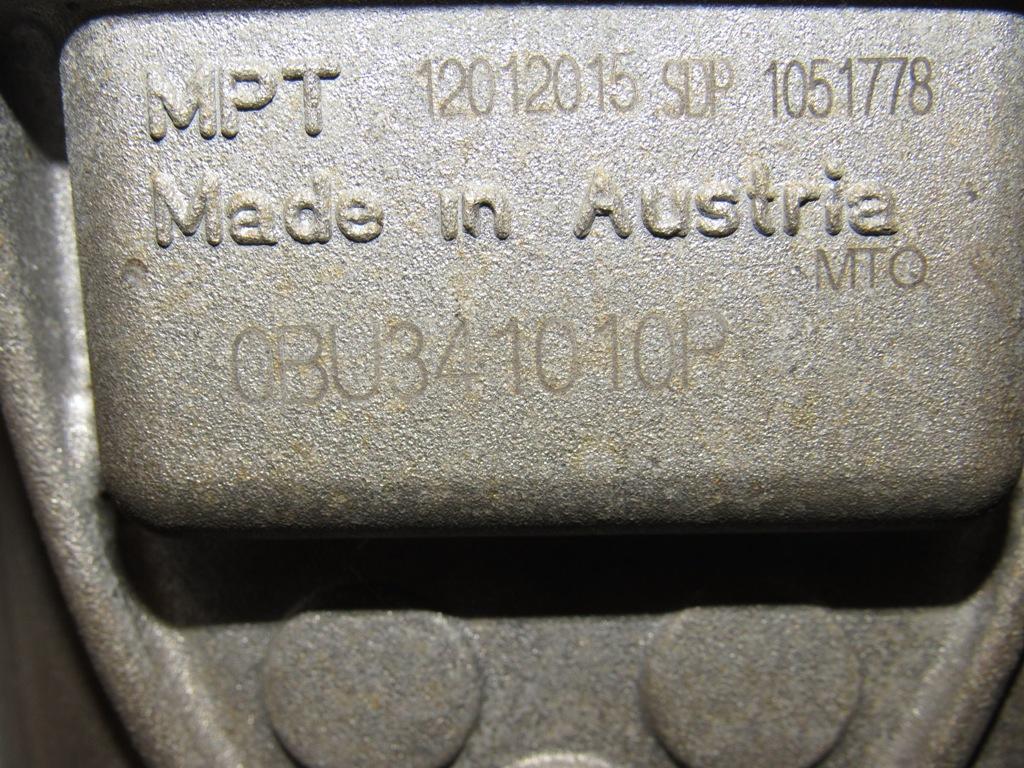 MPT 12012015 SDP 1051778
Made in Austria
MTQ
0BU341010P